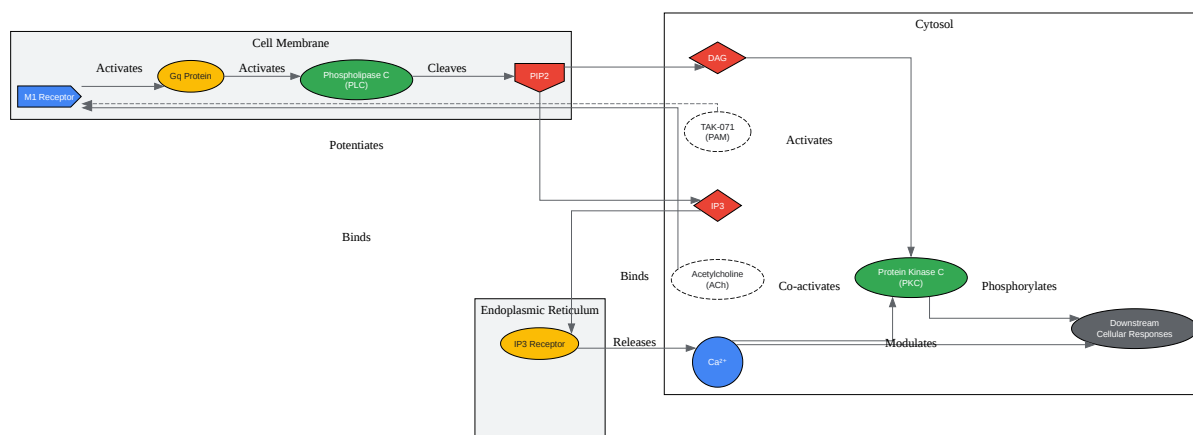 Cytosol
Cell Membrane
DAG
Activates
Activates
Cleaves
Gq Protein
Phospholipase C
(PLC)
PIP2
M1 Receptor
TAK-071
(PAM)
Activates
Potentiates
IP3
Binds
Binds
Acetylcholine
(ACh)
Co-activates
Protein Kinase C
(PKC)
Phosphorylates
Endoplasmic Reticulum
Downstream
Cellular Responses
IP3 Receptor
Releases
Modulates
Ca²⁺